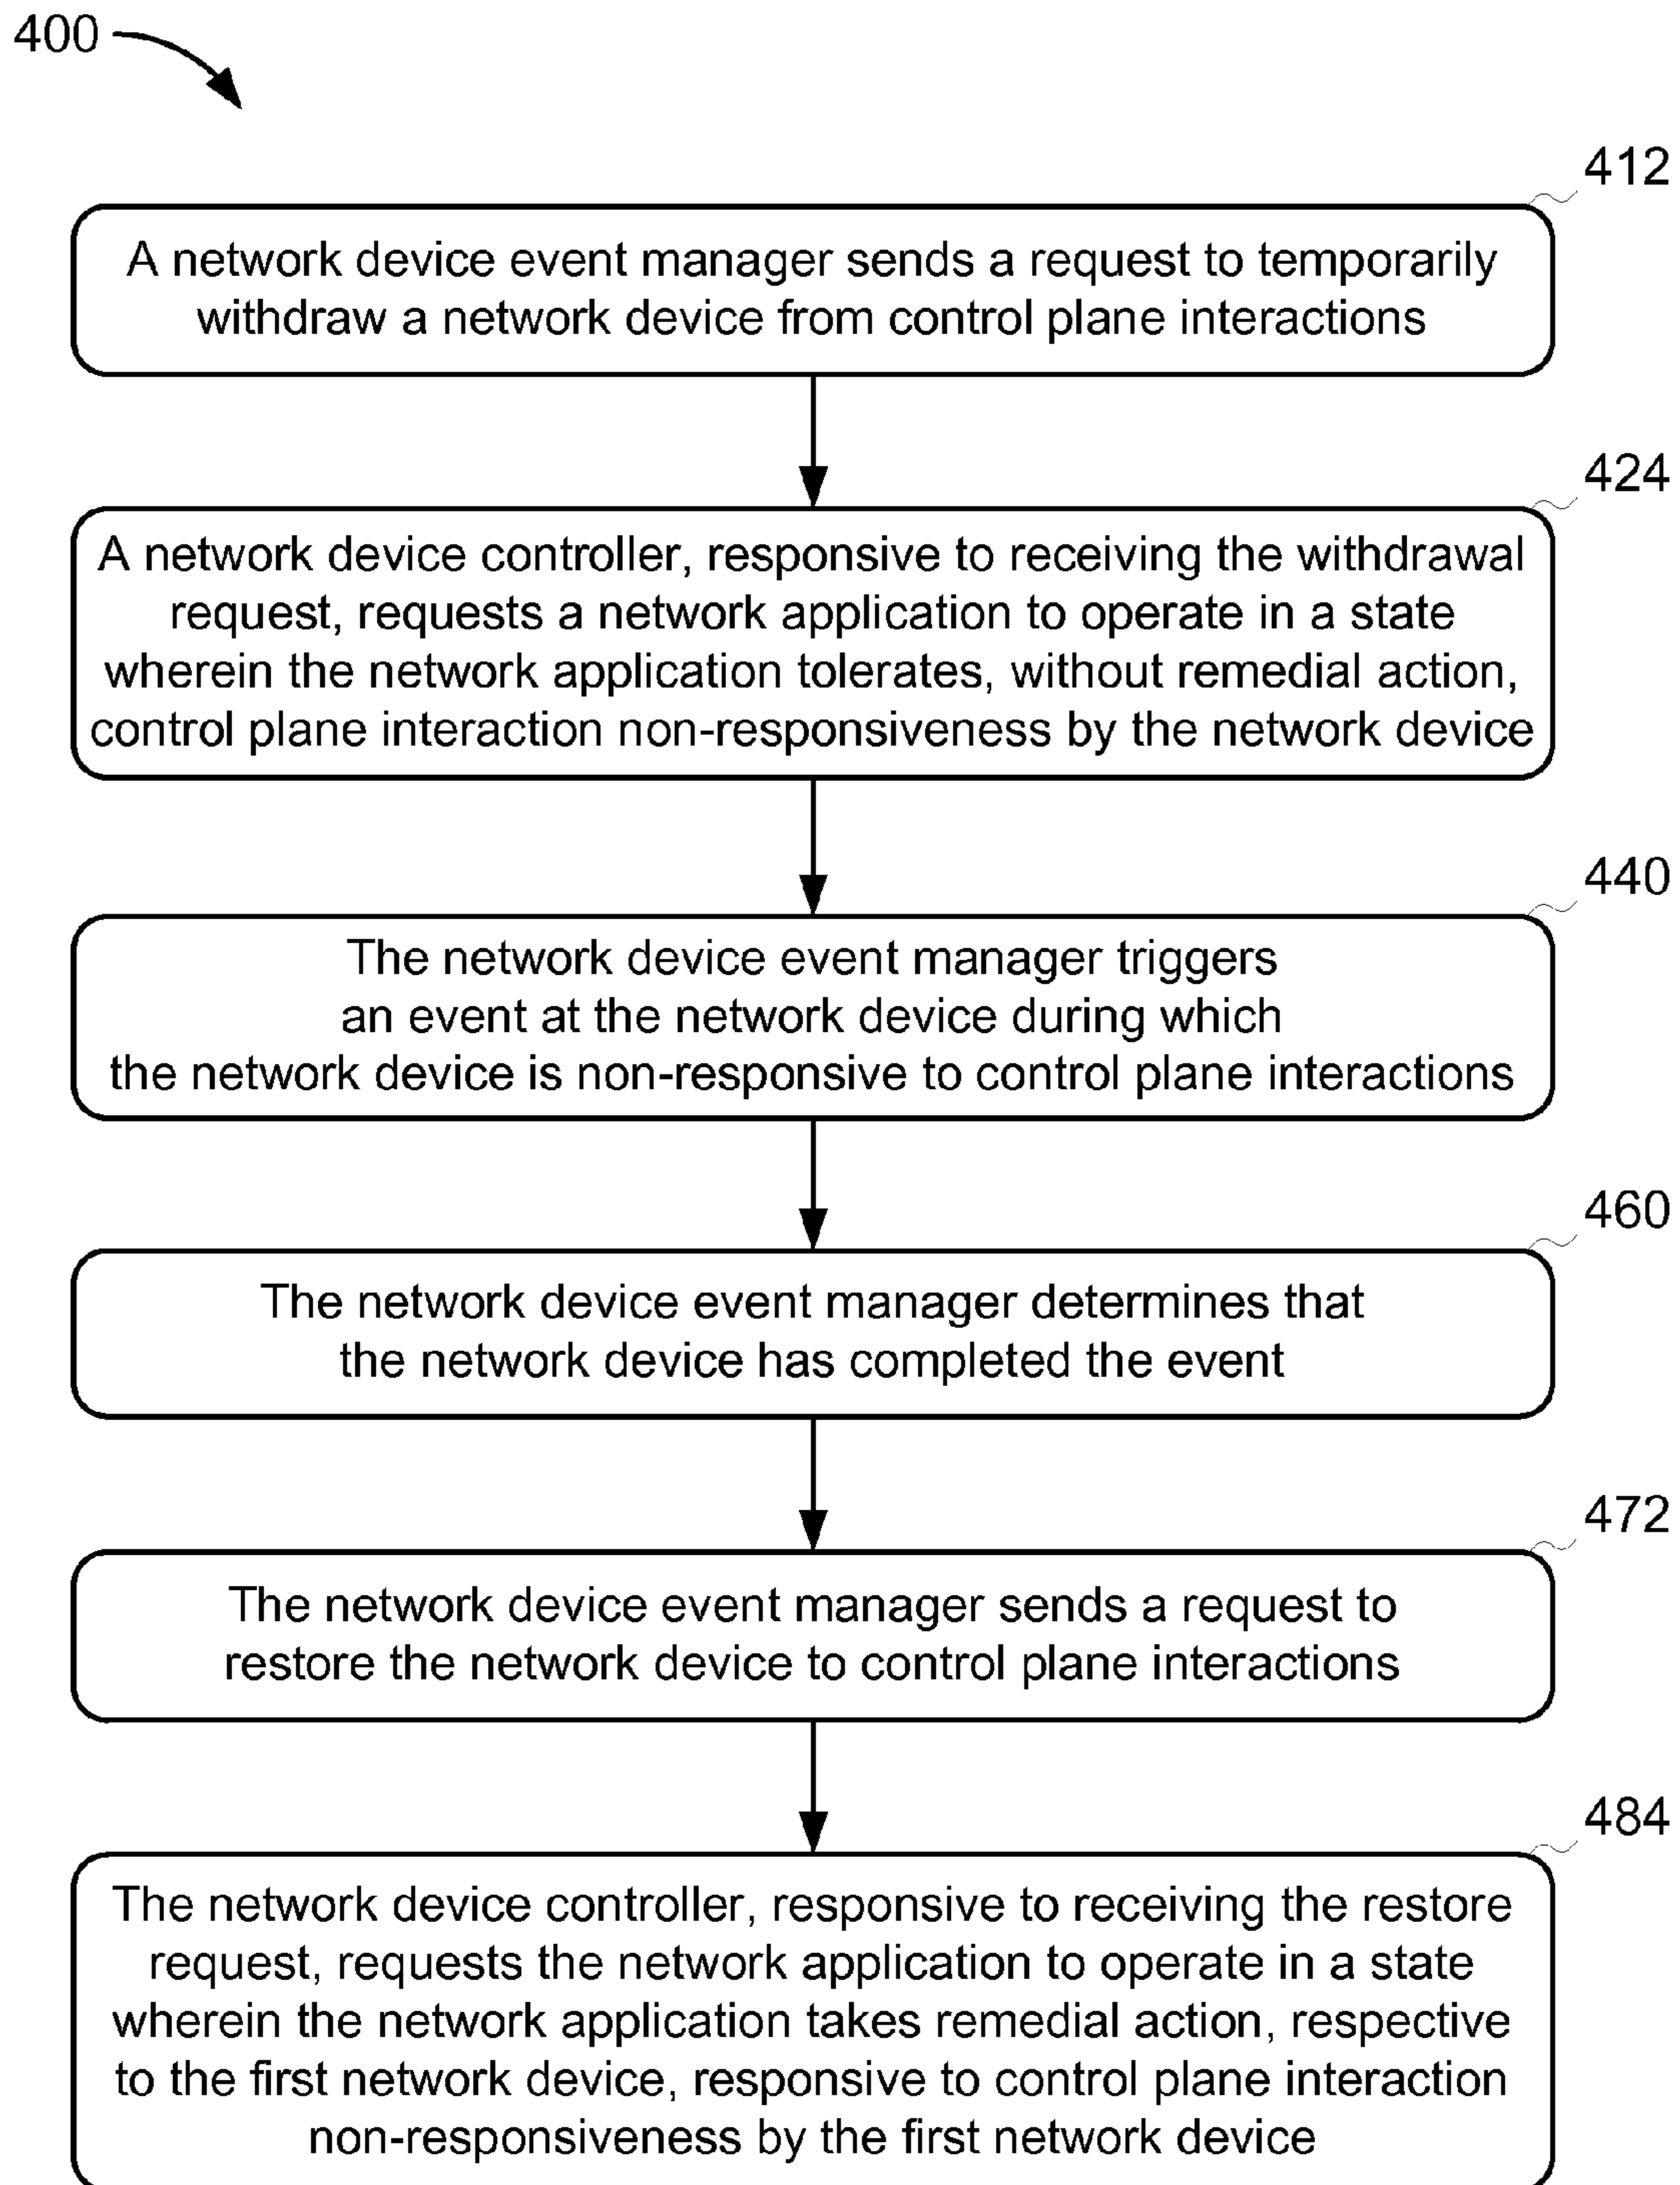 400
412
A network device event manager sends a request to temporarily
withdraw a network device from control plane interactions
424
A network device controller, responsive to receiving the withdrawal
request, requests a network application to operate in a state
wherein the network application tolerates, without remedial action,
control plane interaction non-responsiveness by the network device
440
The network device event manager triggers
an event at the network device during which
the network device is non-responsive to control plane interactions
460
The network device event manager determines that
the network device has completed the event
472
The network device event manager sends a request to
restore the network device to control plane interactions
484
The network device controller, responsive to receiving the restore
request, requests the network application to operate in a state
wherein the network application takes remedial action, respective
to the first network device, responsive to control plane interaction
non-responsiveness by the first network device